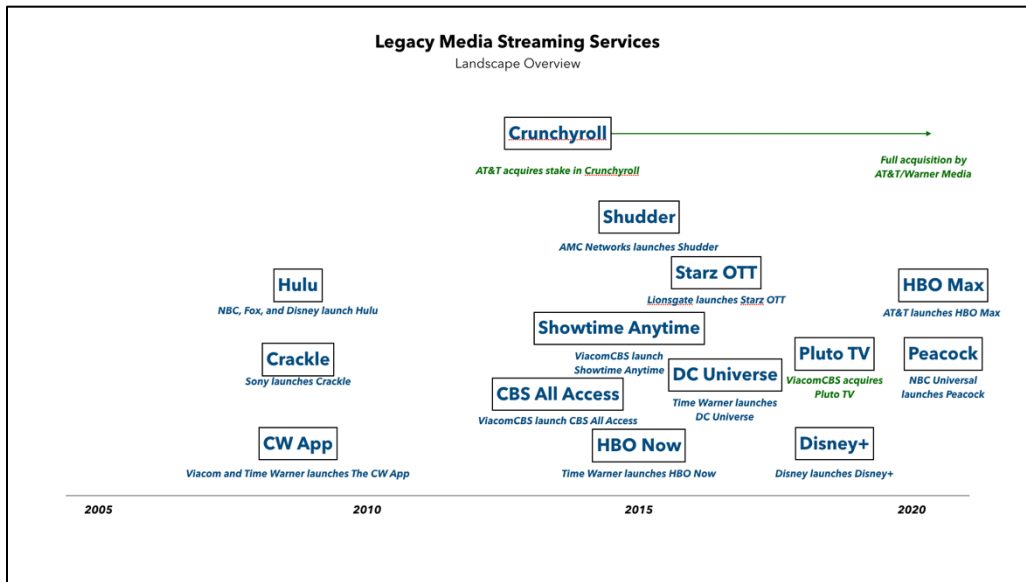 Legacy Media Streaming Services
Landscape Overview
Crunchyroll
AT&T acquires stake in Crunchyroll
Full acquisition by
AT&T/Warner Media
Shudder
AMC Networks launches Shudder
Starz OTT
Lionsgate launches Starz OTT
Hulu
NBC, Fox, and Disney launch Hulu
HBO Max
AT&T launches HBO Max
Showtime Anytime
ViacomCBS launch
Showtime Anytime
Crackle
Sony launches Crackle
Pluto TV
ViacomCBS acquires
Pluto TV
Peacock
NBC Universal
launches Peacock
DC Universe
Time Warner launches
DC Universe
CBS All Access
ViacomCBS launch CBS All Access
CW App
Viacom and Time Warner launches The CW App
HBO Now
Time Warner launches HBO Now
Disney+
Disney launches Disney+
2005
2010
2015
2020